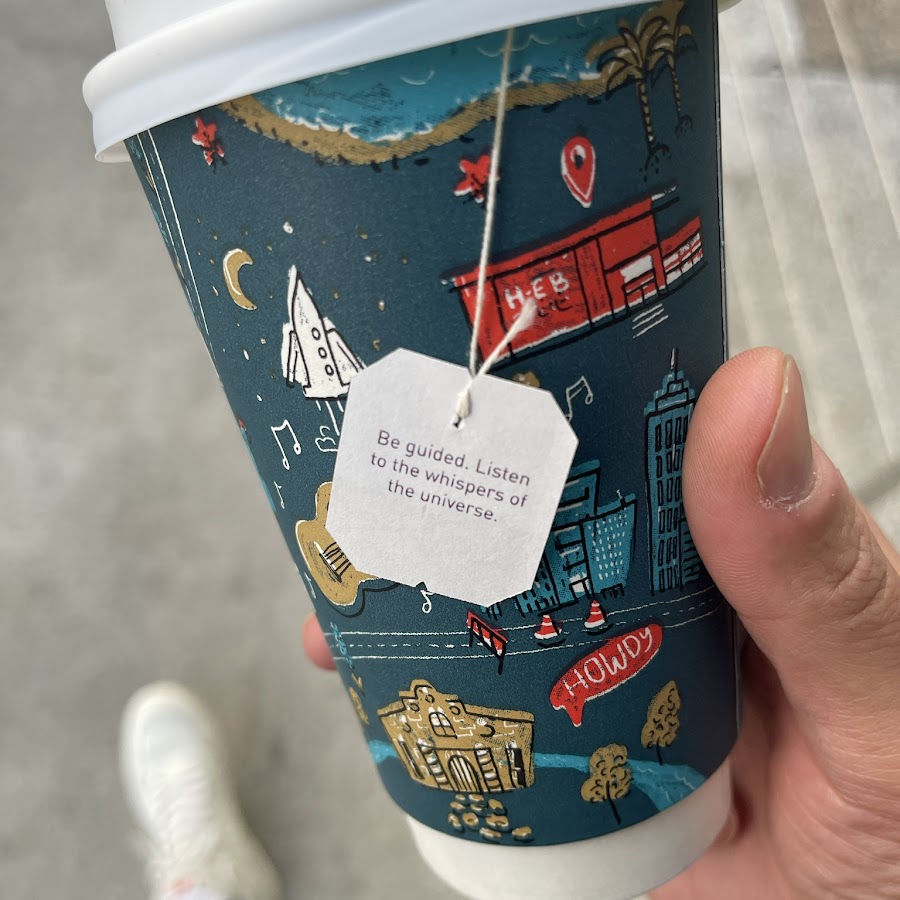 H-E-B
Be guided. Listen
to the whispers of
the universe.
HOWDY